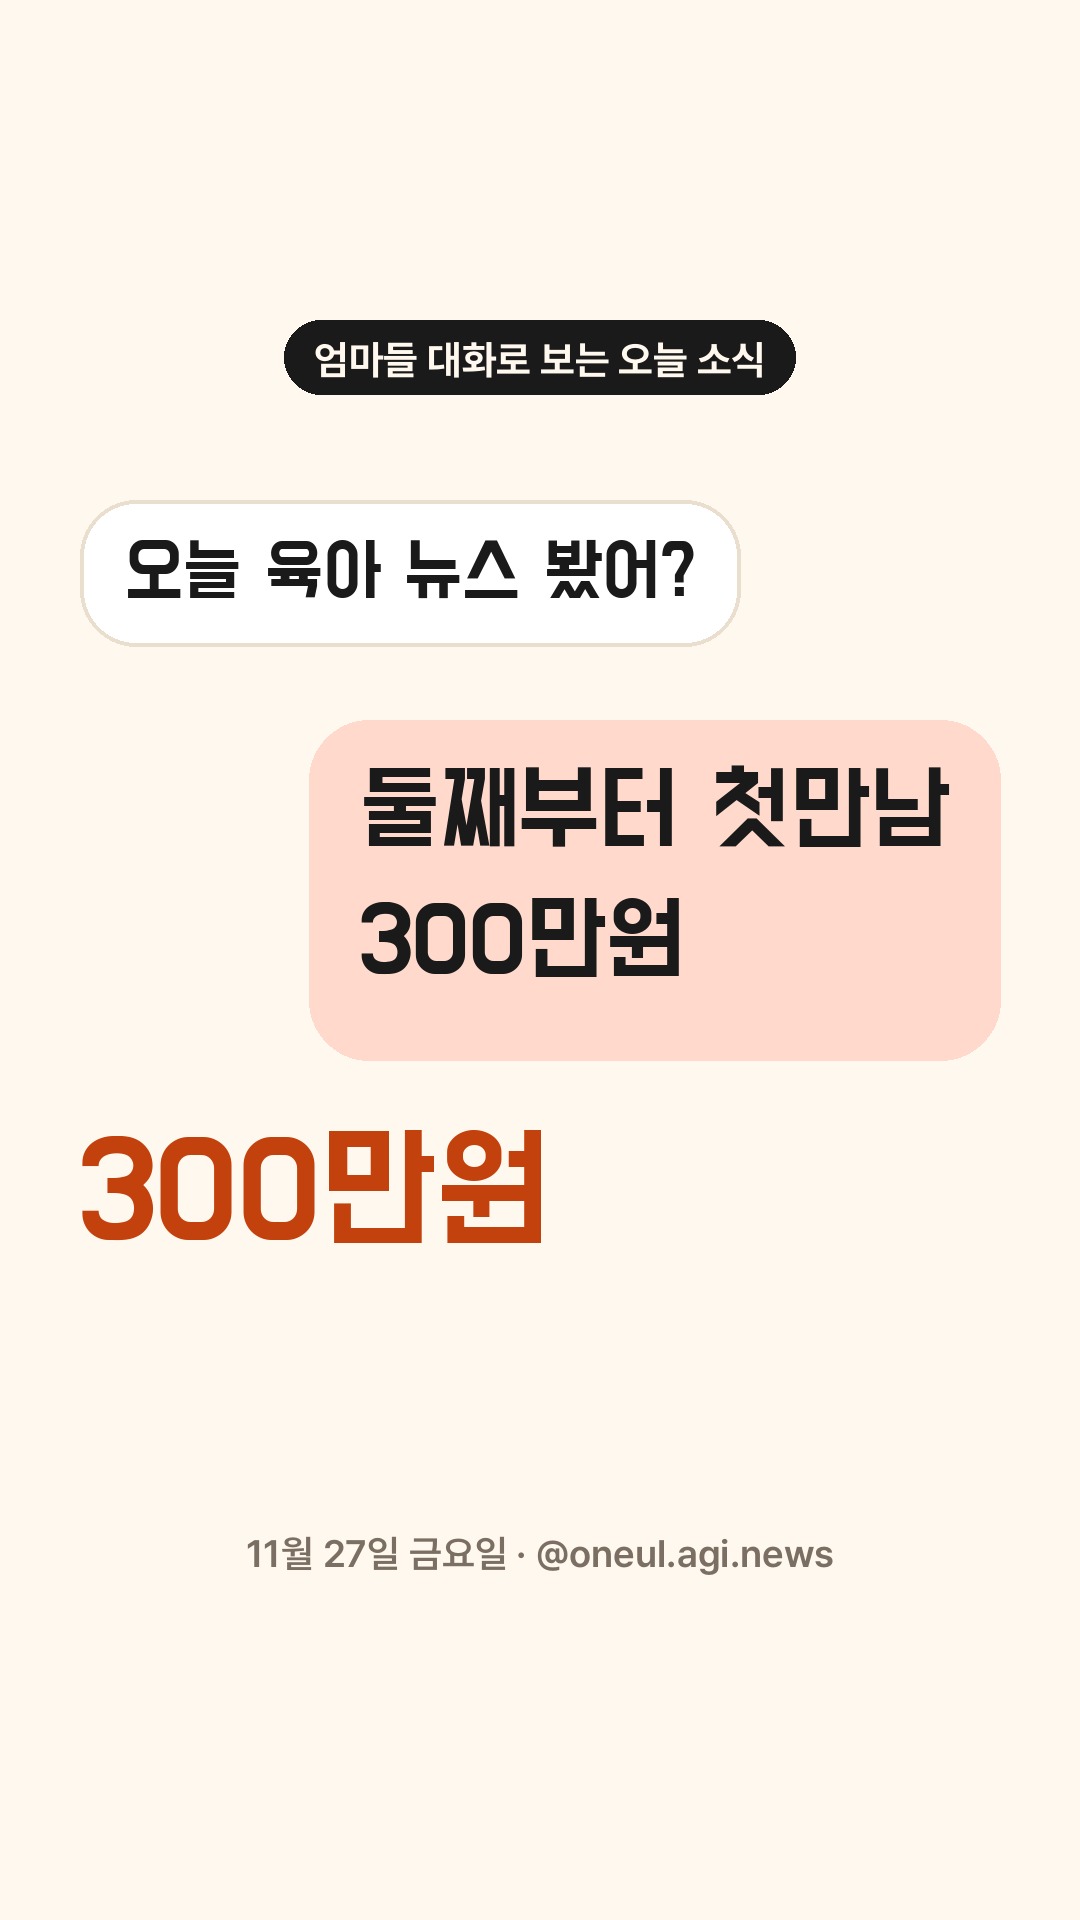 엄마들 대화로 보는 오늘 소식
오늘 육아 뉴스 봤어?
둘째부터 첫만남
300만원
300만원
11월 27일 금요일 · @oneul.agi.news